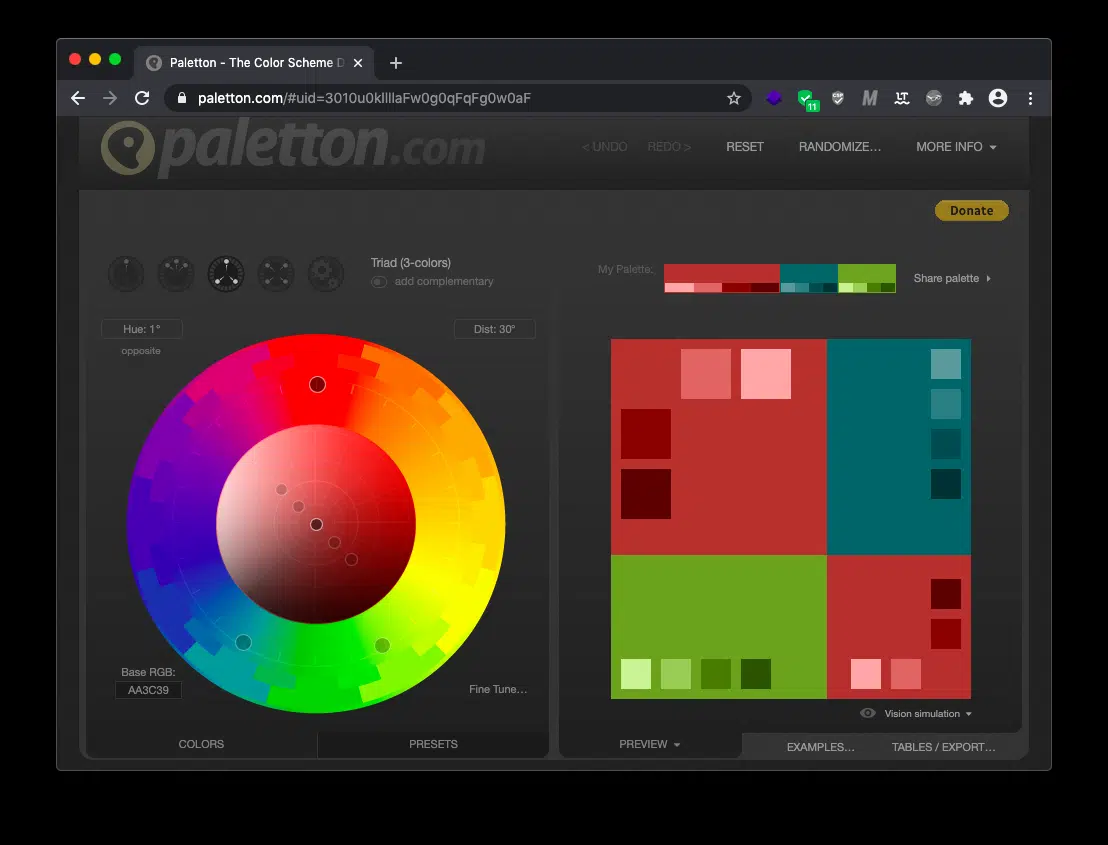 Paletton - The Color Scheme D
paletton.com/#uid=3010u0kllllaFw0g0qFqFg0w0aF
11
CSP
M
LT
paletton.com
< UNDO REDO > RESET RANDOMIZE... MORE INFO
Donate
Triad (3-colors)
add complementary
My Palette:
Share palette
Hue: 1°
Dist: 30°
opposite
Base RGB:
AA3C39
Fine Tune...
Vision simulation
COLORS PRESETS PREVIEW EXAMPLES... TABLES / EXPORT...